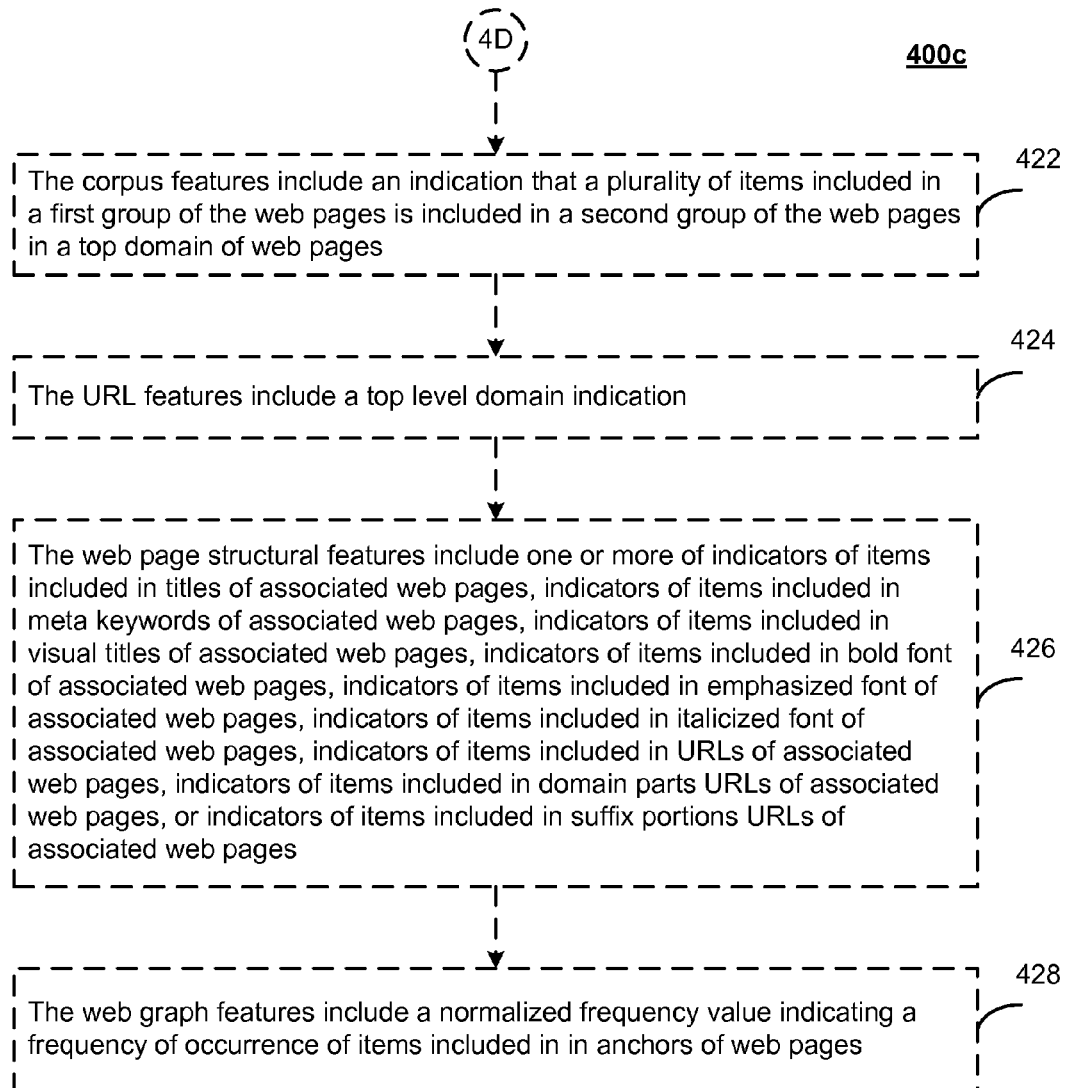 4D
400c
422
The corpus features include an indication that a plurality of items included in
a first group of the web pages is included in a second group of the web pages
in a top domain of web pages
424
The URL features include a top level domain indication
The web page structural features include one or more of indicators of items
included in titles of associated web pages, indicators of items included in
meta keywords of associated web pages, indicators of items included in
visual titles of associated web pages, indicators of items included in bold font
of associated web pages, indicators of items included in emphasized font of
associated web pages, indicators of items included in italicized font of
associated web pages, indicators of items included in URLs of associated
web pages, indicators of items included in domain parts URLs of associated
web pages, or indicators of items included in suffix portions URLs of
associated web pages
426
428
The web graph features include a normalized frequency value indicating a
frequency of occurrence of items included in in anchors of web pages